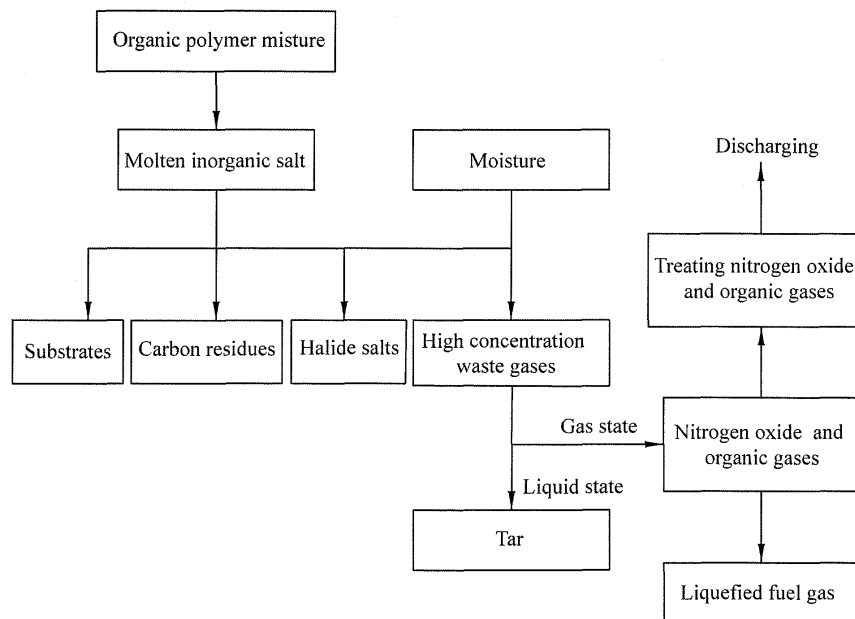 Organic polymer misture
Molten inorganic salt
Moisture
Discharging
Treating nitrogen oxide
and organic gases
Substrates
Carbon residues
Halide salts
High concentration
waste gases
Gas state
Nitrogen oxide and
organic gases
Liquid state
Tar
Liquefied fuel gas